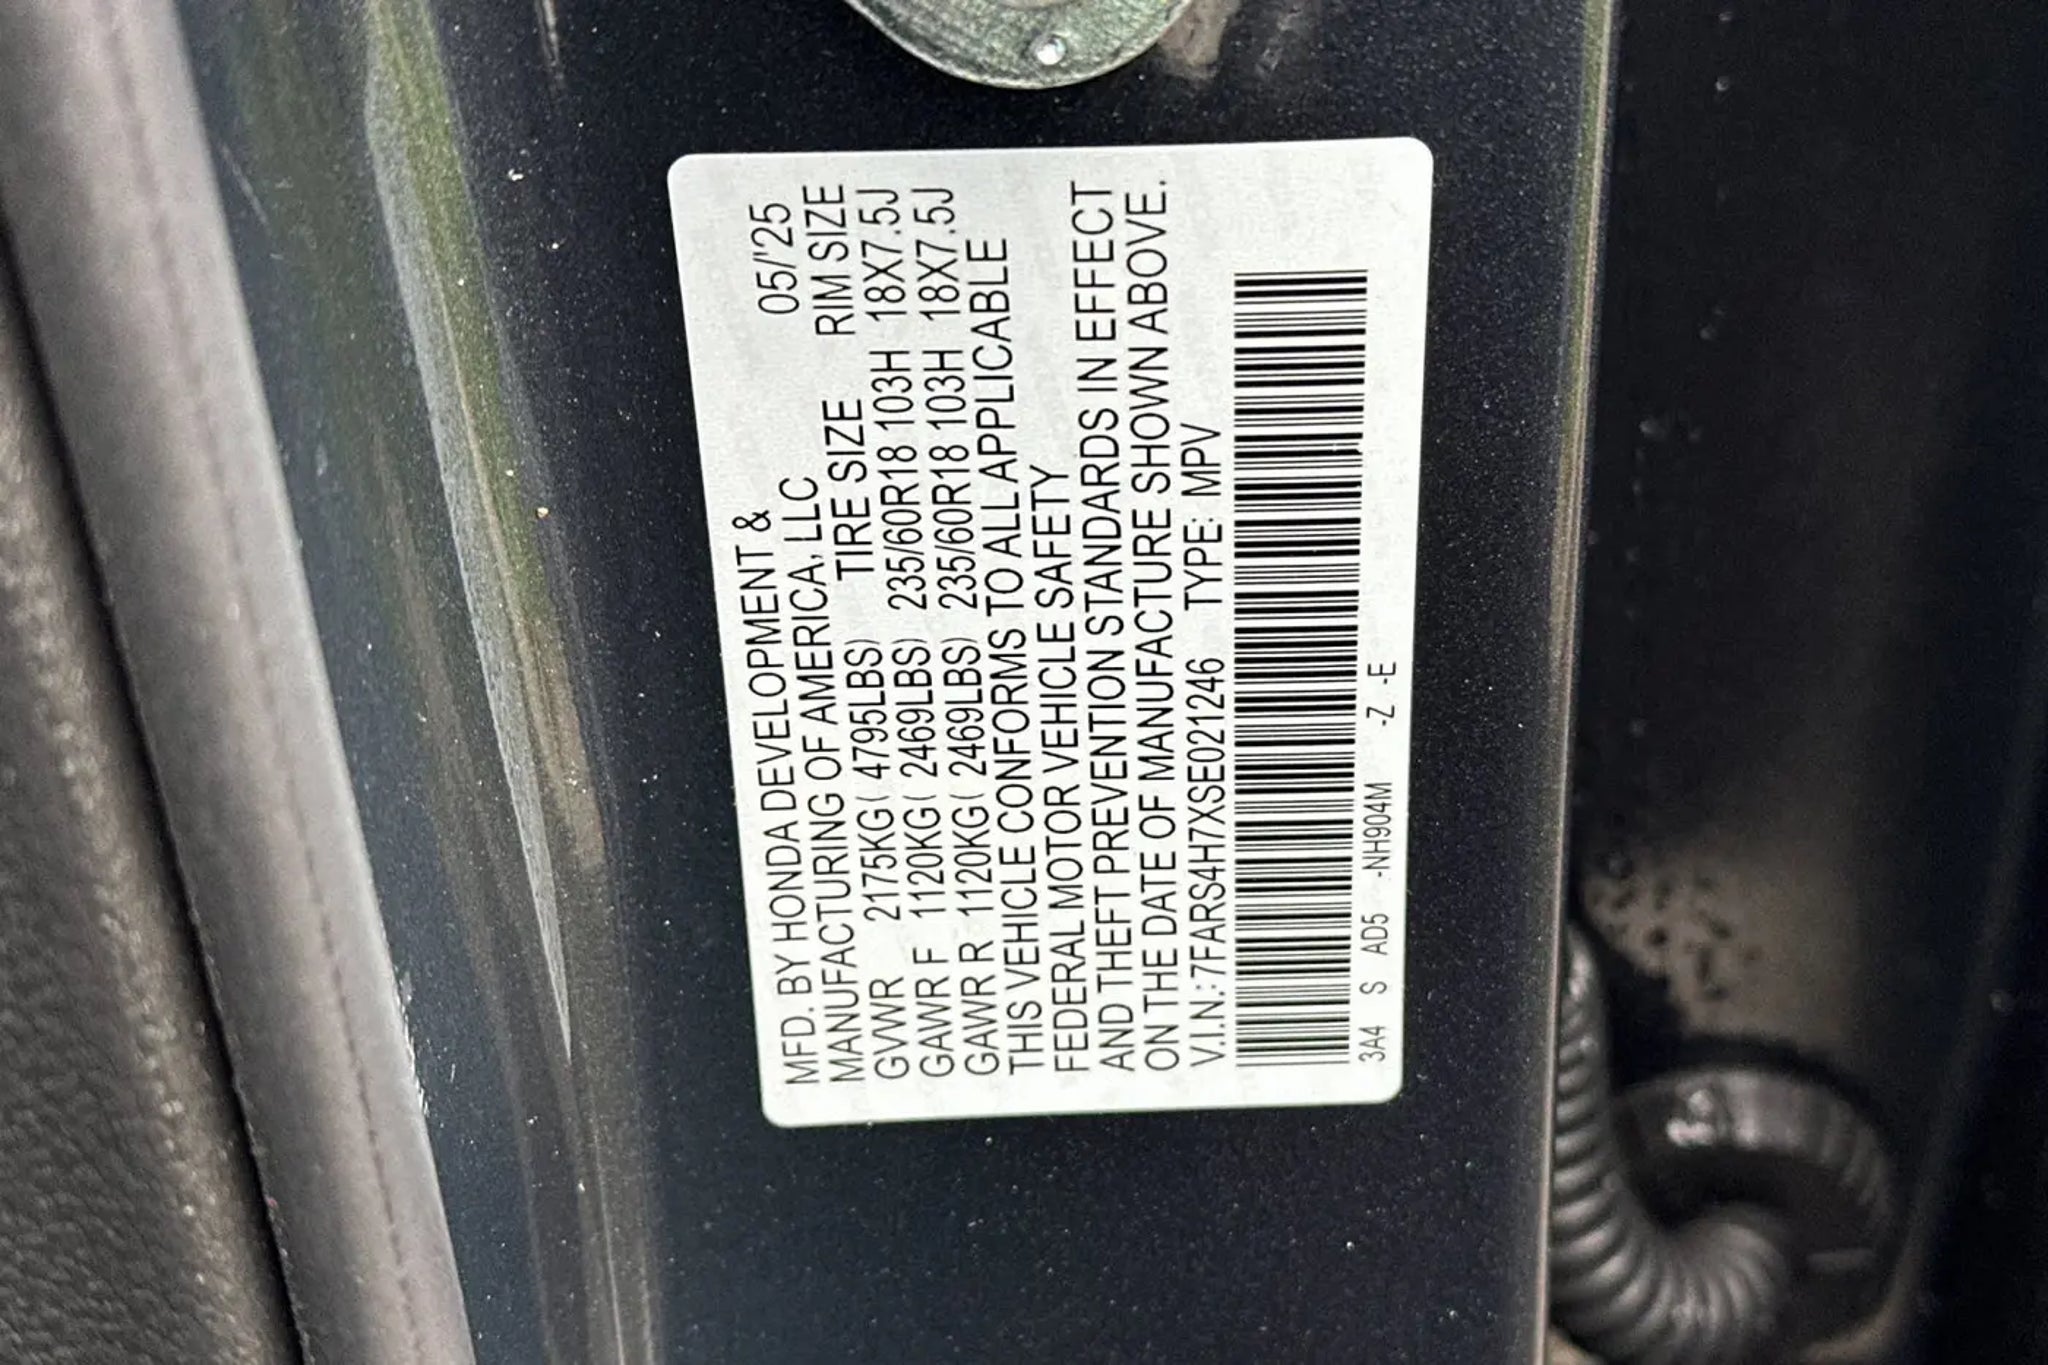 MFD. BY HONDA DEVELOPMENT &
MANUFACTURING OF AMERICA, LLC 05/'25
GVWR 2175KG( 4795LBS) TIRE SIZE RIM SIZE
GAWR F 1120KG( 2469LBS) 235/60R18 103H 18X7.5J
GAWR R 1120KG( 2469LBS) 235/60R18 103H 18X7.5J
THIS VEHICLE CONFORMS TO ALL APPLICABLE
FEDERAL MOTOR VEHICLE SAFETY
AND THEFT PREVENTION STANDARDS IN EFFECT
ON THE DATE OF MANUFACTURE SHOWN ABOVE.
V.I.N.:7FARS4H7XSE021246 TYPE: MPV
3A4 S AD5 -NH904M -Z -E